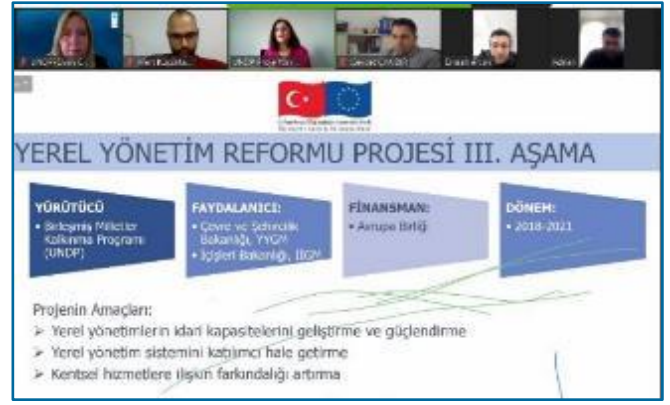 YEREL YÖNETİM REFORMU PROJESİ III. AŞAMA
YÜRÜTÜCÜ
• Birleşmiş Milletler
Kalkınma Programı
(UNDP)
FAYDALANICI:
• Çevre ve Şehircilik
Bakanlığı, YYGM
• İçişleri Bakanlığı, İİGM
FİNANSMAN:
• Avrupa Birliği
DÖNEM:
• 2018-2021
Projenin Amaçları:
➢ Yerel yönetimlerin idari kapasitelerini geliştirme ve güçlendirme
➢ Yerel yönetim sistemini katılımcı hale getirme
➢ Kentsel hizmetlere ilişkin farkındalığı artırma